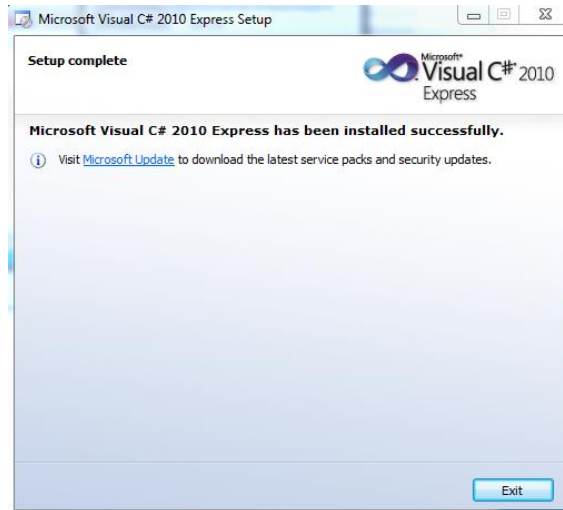 Microsoft Visual C# 2010 Express Setup
Setup complete
Microsoft®
Visual C#® 2010
Express
Microsoft Visual C# 2010 Express has been installed successfully.
Visit Microsoft Update to download the latest service packs and security updates.
Exit